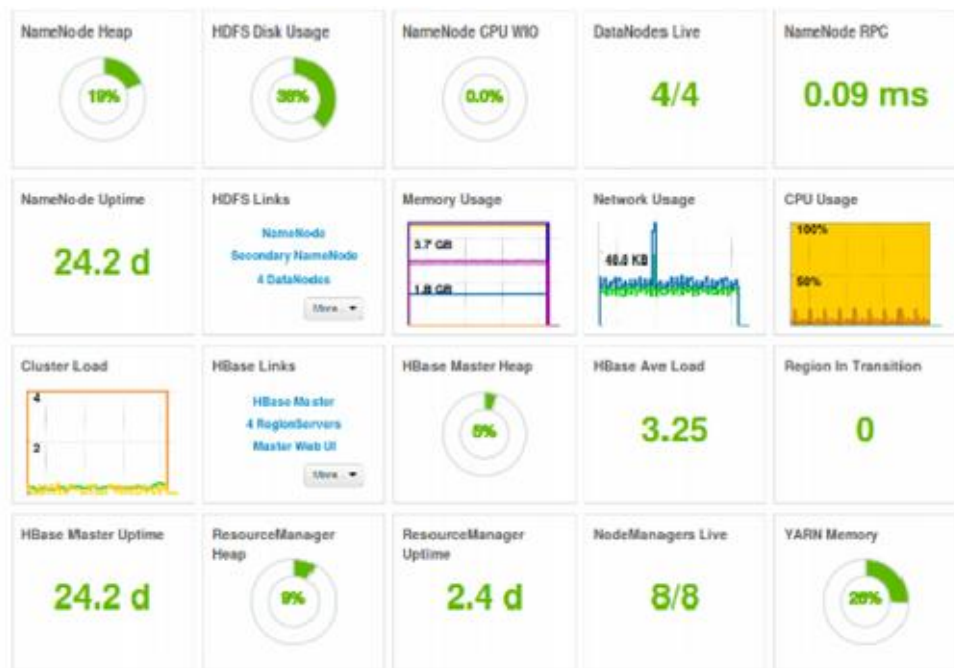 NameNode Heap
19%
HDFS Disk Usage
36%
NameNode CPU WIO
0.0%
DataNodes Live
4/4
NameNode RPC
0.09 ms
NameNode Uptime
24.2 d
HDFS Links
NameNode
Secondary NameNode
4 DataNodes
More...
Memory Usage
3.7 GB
1.8 GB
Network Usage
CPU Usage
100%
50%
Cluster Load
4
2
HBase Links
HBase Master
4 RegionServers
Master Web UI
More...
HBase Master Heap
5%
HBase Ave Load
3.25
Region In Transition
0
HBase Master Uptime
24.2 d
ResourceManager
Heap
9%
ResourceManager
Uptime
2.4 d
NodeManagers Live
8/8
YARN Memory